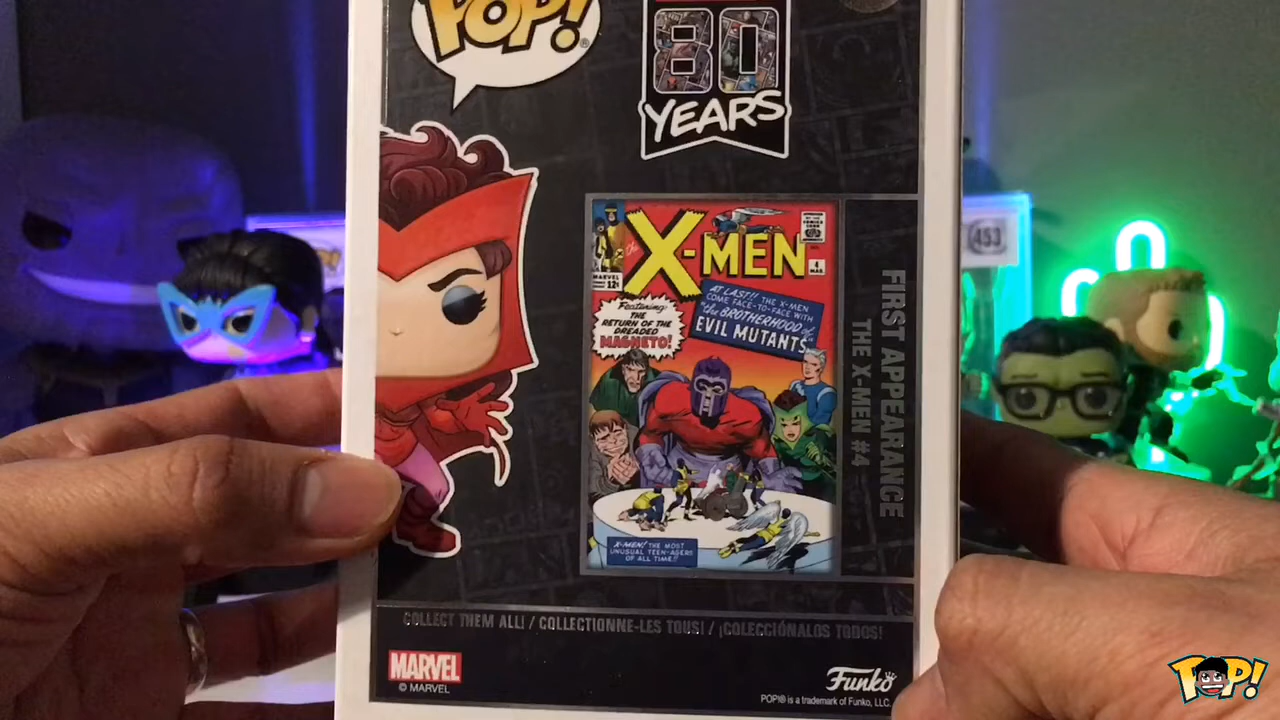 POP!
80
YEARS
the
X-MEN
MARVEL
12¢
4
MAR.
Featuring
THE
RETURN OF THE
DREADED
MAGNETO!
AT LAST!! THE X-MEN
COME FACE-TO-FACE WITH
"the BROTHERHOOD of
EVIL MUTANTS"
X-MEN! THE MOST
UNUSUAL TEEN-AGERS
OF ALL TIME!!
FIRST APPEARANCE
THE X-MEN #4
453
COLLECT THEM ALL! / COLLECTIONNE-LES TOUS! / ¡COLECCIÓNALOS TODOS!
MARVEL
© MARVEL
Funko
POP!® is a trademark of Funko, LLC.
POP!